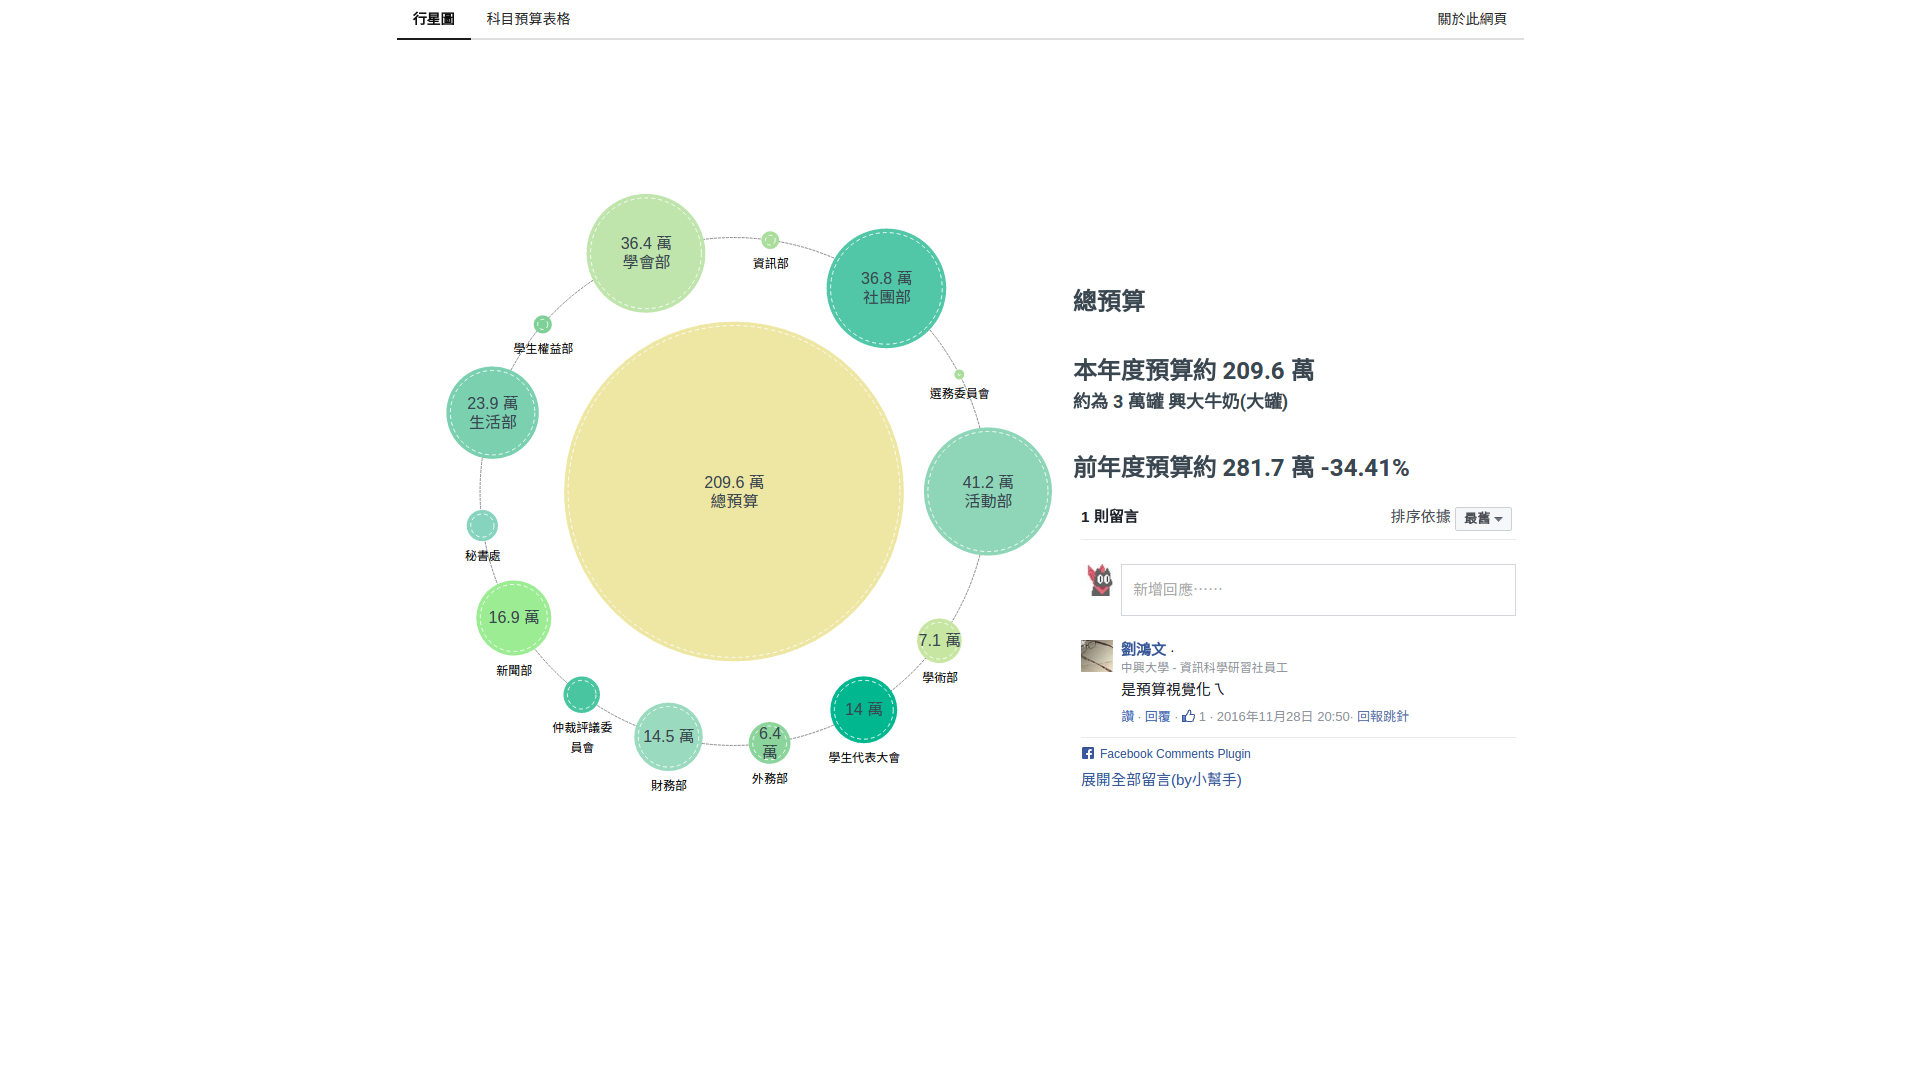 行星圖
科目預算表格
關於此網頁
36.4 萬
學會部
資訊部
36.8 萬
社團部
學生權益部
選務委員會
23.9 萬
生活部
209.6 萬
總預算
41.2 萬
活動部
秘書處
16.9 萬
新聞部
7.1 萬
學術部
仲裁評議委
員會
14.5 萬
財務部
6.4
萬
外務部
14 萬
學生代表大會
總預算
本年度預算約 209.6 萬
約為 3 萬罐 興大牛奶(大罐)
前年度預算約 281.7 萬 -34.41%
1 則留言
排序依據 最舊
新增回應⋯⋯
劉鴻文 ·
中興大學 - 資訊科學研習社員工
是預算視覺化ㄟ
讚 · 回覆 · 1 · 2016年11月28日 20:50· 回報跳針
Facebook Comments Plugin
展開全部留言(by小幫手)